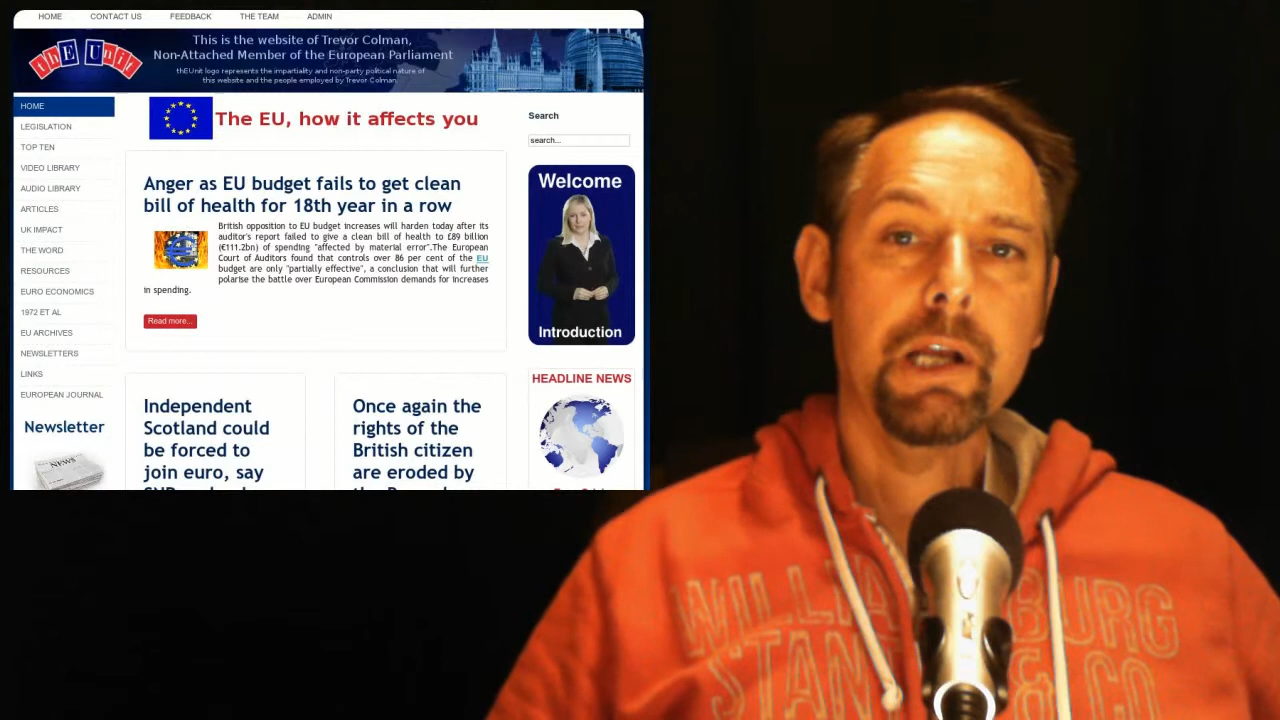 HOME CONTACT US FEEDBACK THE TEAM ADMIN
thEUnit
This is the website of Trevor Colman,
Non-Attached Member of the European Parliament
thEUnit logo represents the impartiality and non-party political nature of
this website and the people employed by Trevor Colman.
HOME
LEGISLATION
TOP TEN
VIDEO LIBRARY
AUDIO LIBRARY
ARTICLES
UK IMPACT
THE WORD
RESOURCES
EURO ECONOMICS
1972 ET AL
EU ARCHIVES
NEWSLETTERS
LINKS
EUROPEAN JOURNAL
Newsletter
NEWS
The EU, how it affects you
Anger as EU budget fails to get clean
bill of health for 18th year in a row
British opposition to EU budget increases will harden today after its
auditor's report failed to give a clean bill of health to £89 billion
(€111.2bn) of spending "affected by material error".The European
Court of Auditors found that controls over 86 per cent of the EU
budget are only "partially effective", a conclusion that will further
polarise the battle over European Commission demands for increases
in spending.
Read more...
Independent
Scotland could
be forced to
join euro, say
Once again the
rights of the
British citizen
are eroded by
Search
search...
Welcome
Introduction
HEADLINE NEWS
WILLIA BURG
STAN & CO